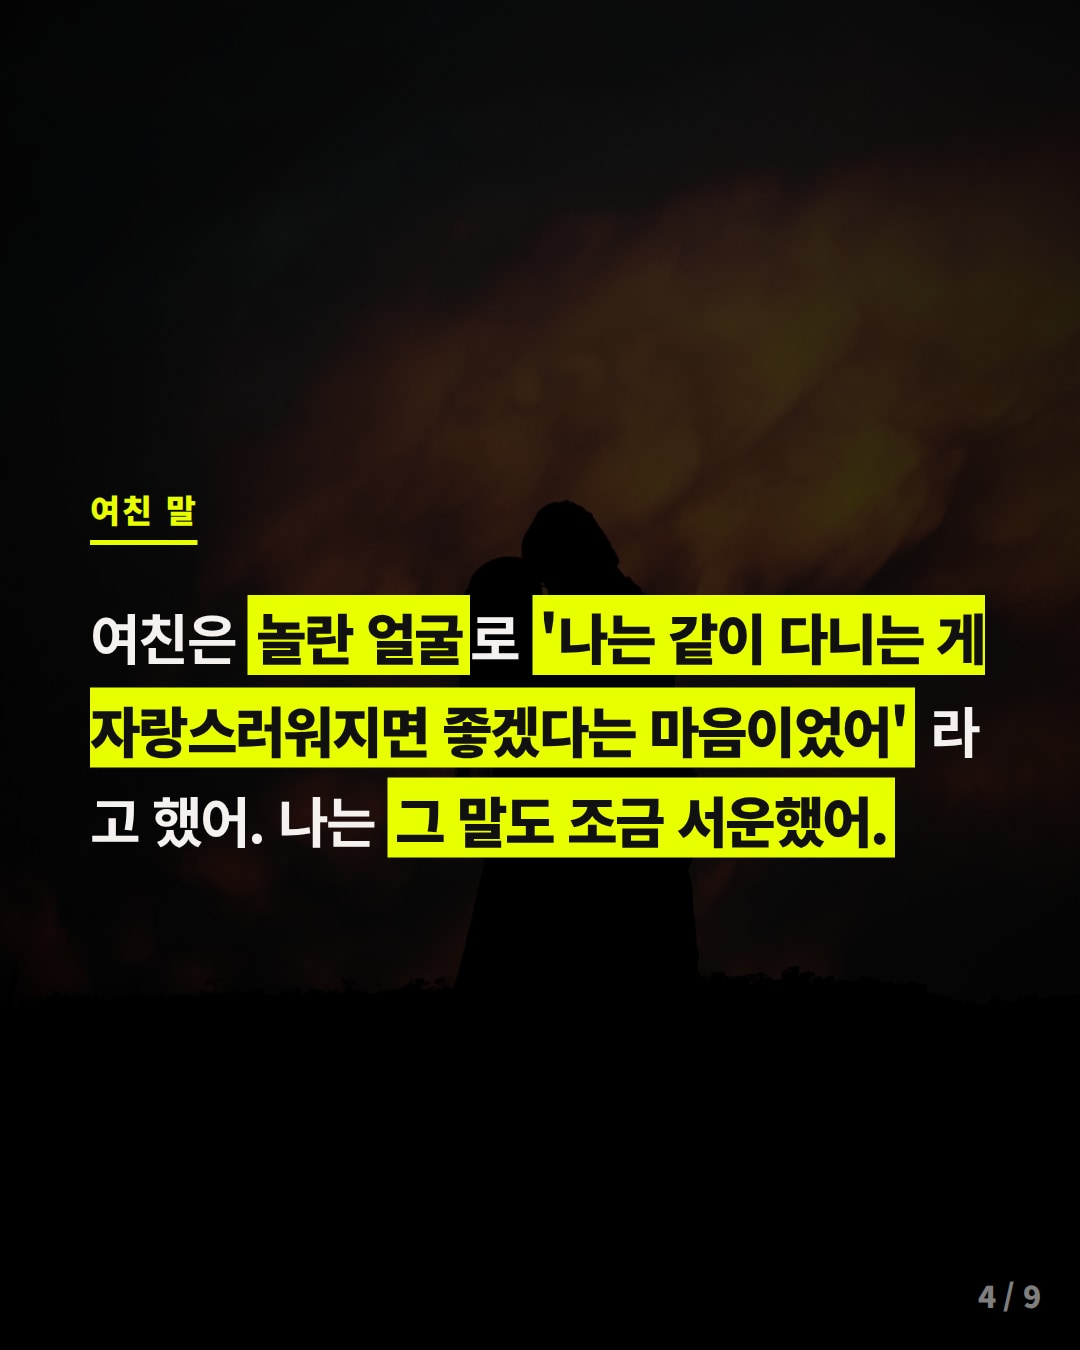 여친 말
여친은 놀란 얼굴로 '나는 같이 다니는 게
자랑스러워지면 좋겠다는 마음이었어' 라
고 했어. 나는 그 말도 조금 서운했어.
4 / 9